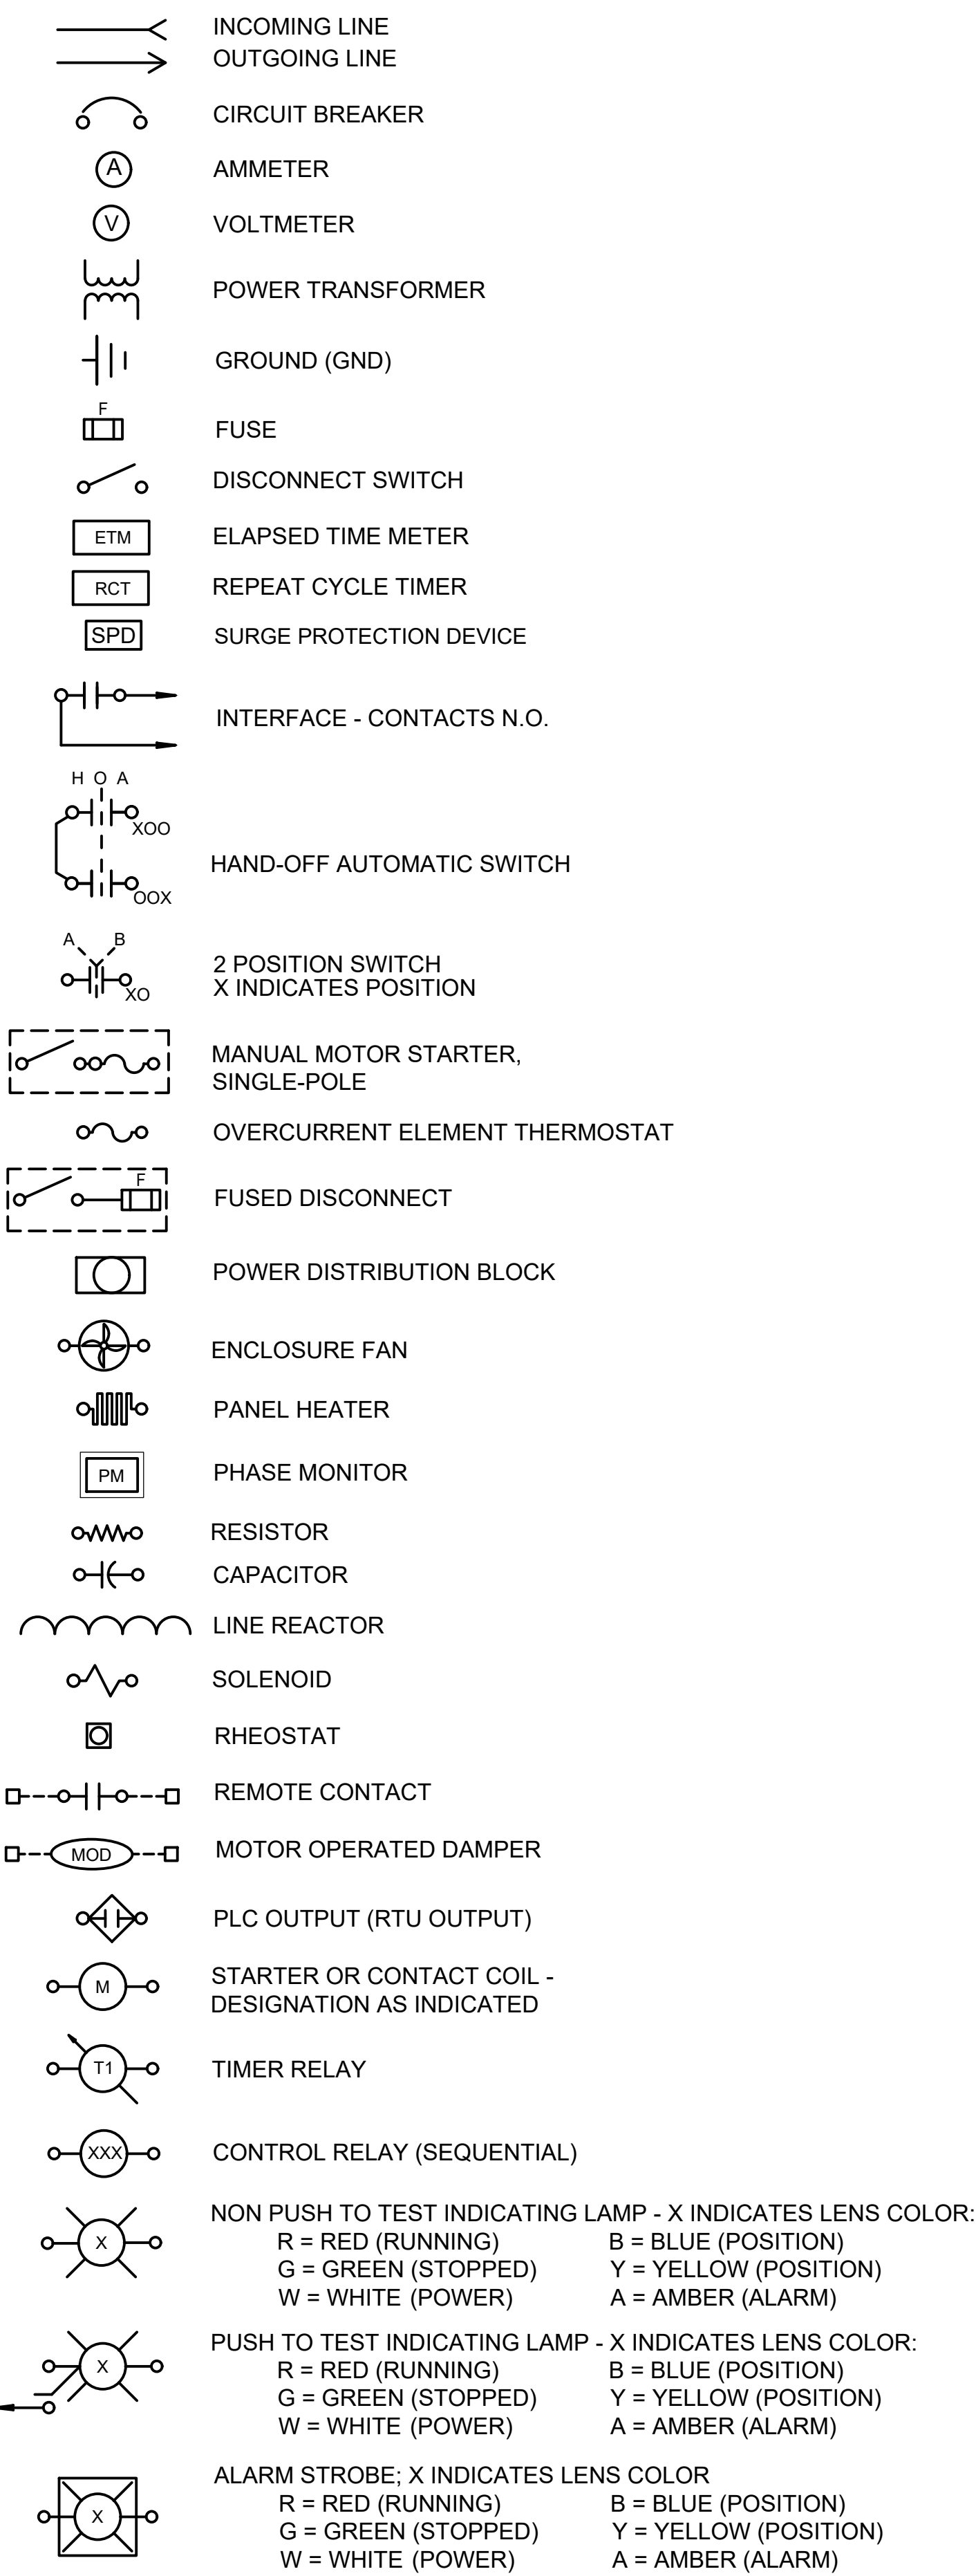 INCOMING LINE
OUTGOING LINE
CIRCUIT BREAKER
A AMMETER
V VOLTMETER
POWER TRANSFORMER
GROUND (GND)
F
FUSE
DISCONNECT SWITCH
ETM ELAPSED TIME METER
RCT REPEAT CYCLE TIMER
SPD SURGE PROTECTION DEVICE
INTERFACE - CONTACTS N.O.
H O A
XOO
HAND-OFF AUTOMATIC SWITCH
OOX
A B
2 POSITION SWITCH
XO X INDICATES POSITION
MANUAL MOTOR STARTER,
SINGLE-POLE
OVERCURRENT ELEMENT THERMOSTAT
F
FUSED DISCONNECT
POWER DISTRIBUTION BLOCK
ENCLOSURE FAN
PANEL HEATER
PM PHASE MONITOR
RESISTOR
CAPACITOR
LINE REACTOR
SOLENOID
RHEOSTAT
REMOTE CONTACT
MOD MOTOR OPERATED DAMPER
PLC OUTPUT (RTU OUTPUT)
STARTER OR CONTACT COIL -
M DESIGNATION AS INDICATED
T1 TIMER RELAY
XXX CONTROL RELAY (SEQUENTIAL)
NON PUSH TO TEST INDICATING LAMP - X INDICATES LENS COLOR:
X R = RED (RUNNING) B = BLUE (POSITION)
G = GREEN (STOPPED) Y = YELLOW (POSITION)
W = WHITE (POWER) A = AMBER (ALARM)
PUSH TO TEST INDICATING LAMP - X INDICATES LENS COLOR:
X R = RED (RUNNING) B = BLUE (POSITION)
G = GREEN (STOPPED) Y = YELLOW (POSITION)
W = WHITE (POWER) A = AMBER (ALARM)
ALARM STROBE; X INDICATES LENS COLOR
X R = RED (RUNNING) B = BLUE (POSITION)
G = GREEN (STOPPED) Y = YELLOW (POSITION)
W = WHITE (POWER) A = AMBER (ALARM)